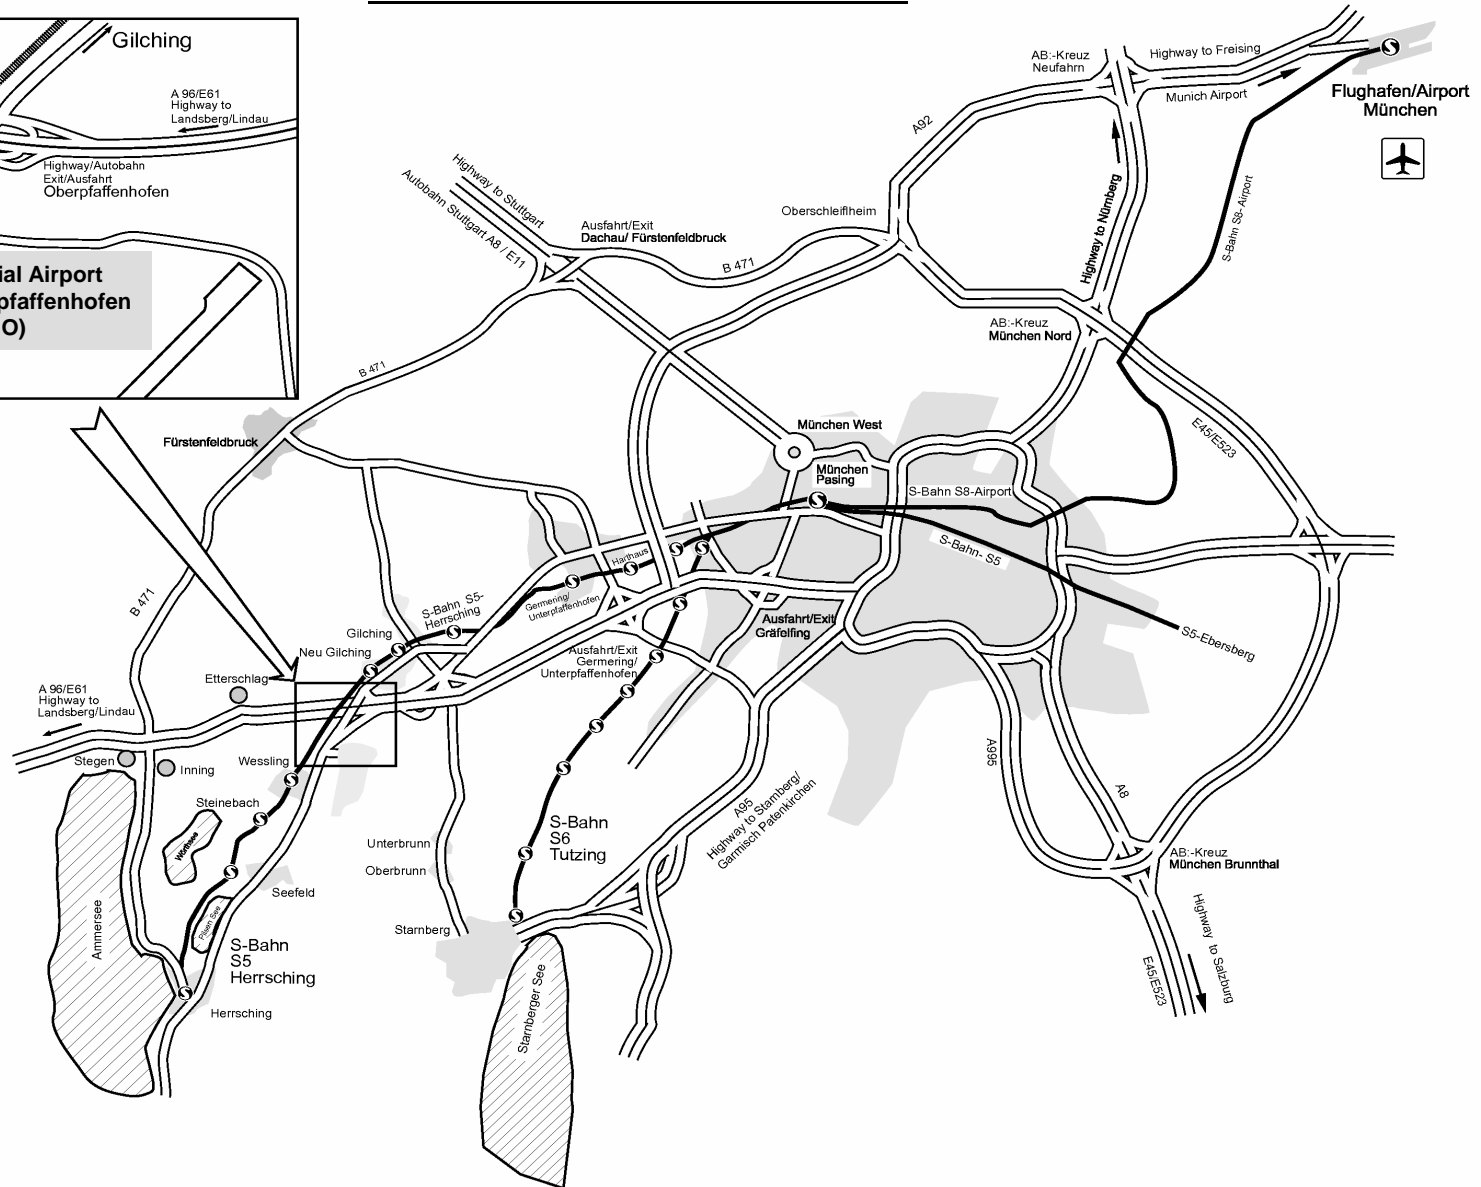 Gilching
A 96/E61
Highway to
Landsberg/Lindau
Highway/Autobahn
Exit/Ausfahrt
Oberpfaffenhofen
ial Airport
pfaffenhofen
O)
AB:-Kreuz
Neufahrn
Highway to Freising
Munich Airport
Flughafen/Airport
München
A92
Highway to Stuttgart
Autobahn Stuttgart A8 / E11
Ausfahrt/Exit
Dachau/ Fürstenfeldbruck
B 471
Oberschleiflheim
Highway to Nürnberg
S-Bahn S8- Airport
AB:-Kreuz
München Nord
B 471
Fürstenfeldbruck
München West
München
Pasing
S-Bahn S8-Airport
E45/E523
S-Bahn- S5
S5-Ebersberg
Harthaus
Germering/
Unterpfaffenhofen
B 471
S-Bahn S5-
Herrsching
Gilching
Neu Gilching
Ausfahrt/Exit
Gräfelfing
Ausfahrt/Exit
Germering/
Unterpfaffenhofen
Etterschlag
A 96/E61
Highway to
Landsberg/Lindau
Stegen
Inning
Wessling
Steinebach
Wörthsee
Seefeld
Pilsen See
Ammersee
S-Bahn
S5
Herrsching
Herrsching
Unterbrunn
Oberbrunn
Starnberg
S-Bahn
S6
Tutzing
Starnberger See
A95
Highway to Starnberg/
Garmisch Patenkirchen
A995
A8
AB:-Kreuz
München Brunnthal
Highway to Salzburg
E45/E523